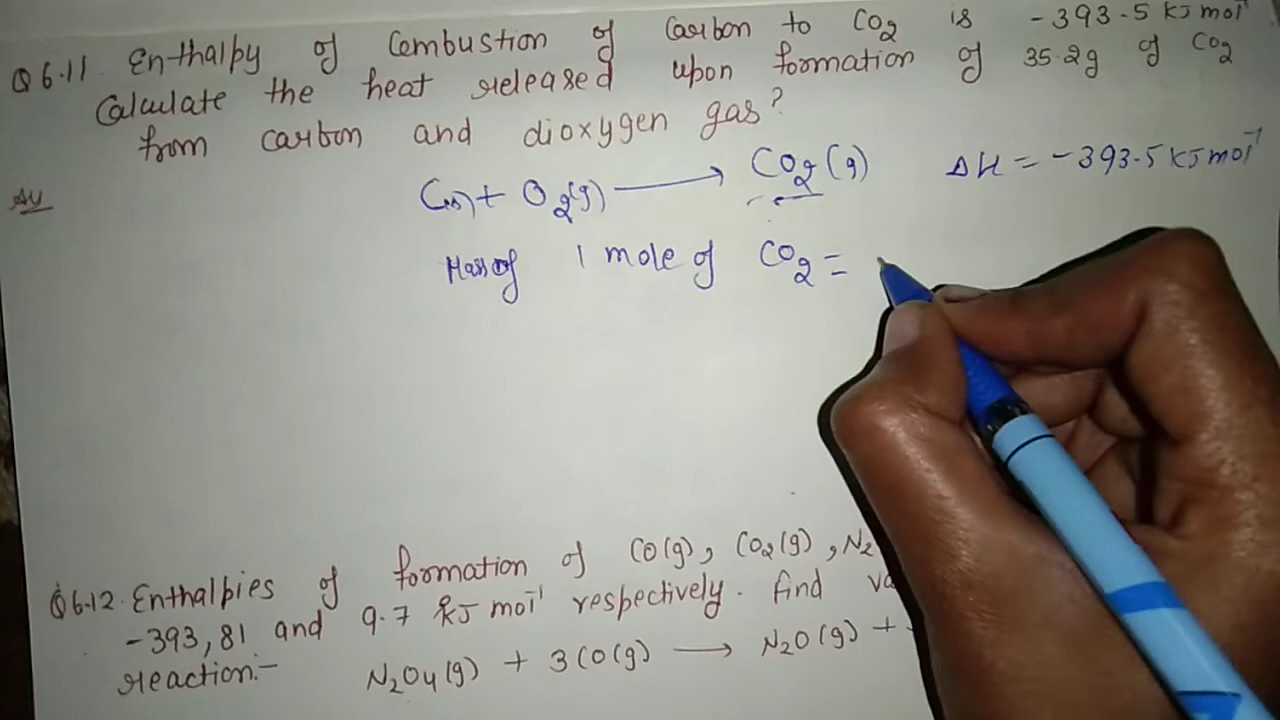 Q 6.11 Enthalpy of Combustion of Carbon to CO2 is -393.5 kJ mol-1
Calculate the heat released upon formation of 35.2g of CO2
from carbon and dioxygen gas?
C(s) + O2(g) ⟶ CO2(g) ΔH = -393.5 KJ mol-1
Mass of 1 mole of CO2 =
Q6.12. Enthalpies of formation of CO(g), CO2(g), N2
-393, 81 and 9.7 kJ mol-1 respectively. find va
reaction:-
N2O4(g) + 3CO(g) ⟶ N2O(g) +